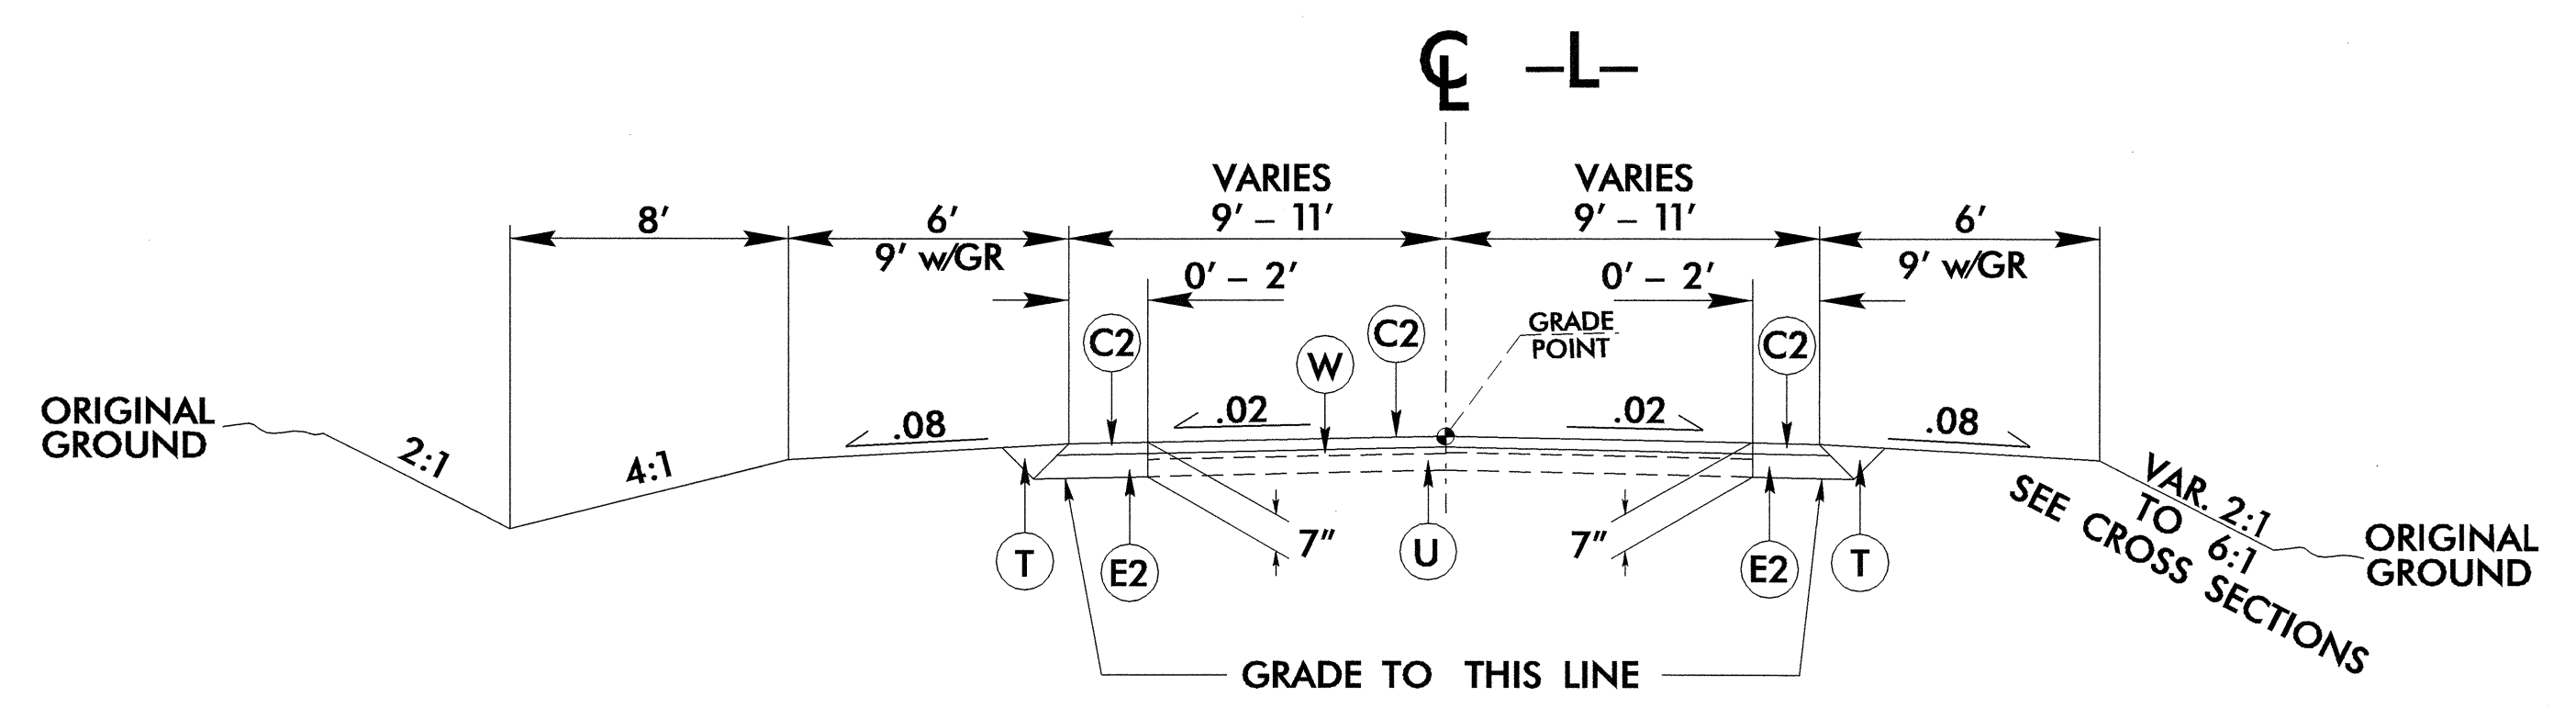 ℄ –L–
VARIES
9' – 11'
VARIES
9' – 11'
8'
6'
9' w/GR
6'
9' w/GR
0' – 2'
0' – 2'
C2
W
C2
C2
GRADE
POINT
ORIGINAL
GROUND
2:1
4:1
.08
.02
.02
.08
VAR. 2:1
TO 6:1
SEE CROSS SECTIONS
ORIGINAL
GROUND
T
E2
7"
U
7"
E2
T
GRADE TO THIS LINE